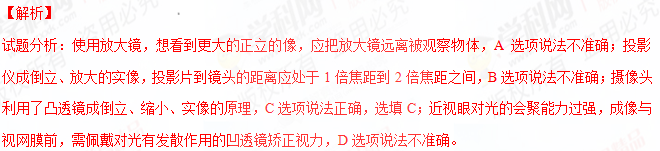 【解析】
试题分析：使用放大镜，想看到更大的正立的像，应把放大镜远离被观察物体，A 选项说法不准确；投影
仪成倒立、放大的实像，投影片到镜头的距离应处于 1 倍焦距到 2 倍焦距之间，B 选项说法不准确；摄像头
利用了凸透镜成倒立、缩小、实像的原理，C 选项说法正确，选填 C；近视眼对光的会聚能力过强，成像与
视网膜前，需佩戴对光有发散作用的凹透镜矫正视力，D 选项说法不准确。